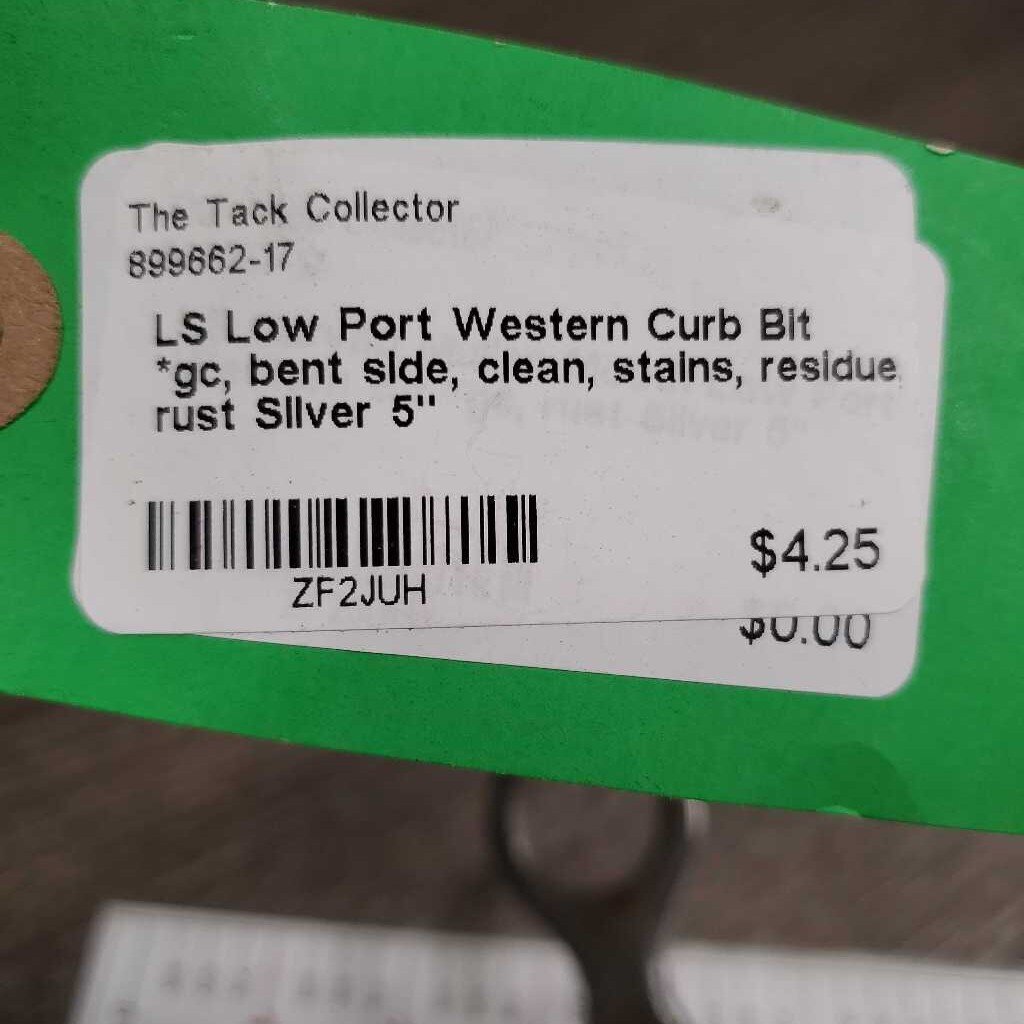 The Tack Collector
899662-17
LS Low Port Western Curb Bit
*gc, bent side, clean, stains, residue,
rust Silver 5"
ZF2JUH
$4.25
$0.00